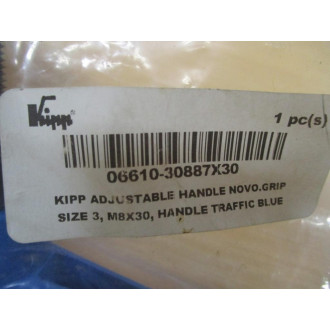 Kipp
1 pc(s)
06610-30887X30
KIPP ADJUSTABLE HANDLE NOVO.GRIP
SIZE 3, M8X30, HANDLE TRAFFIC BLUE